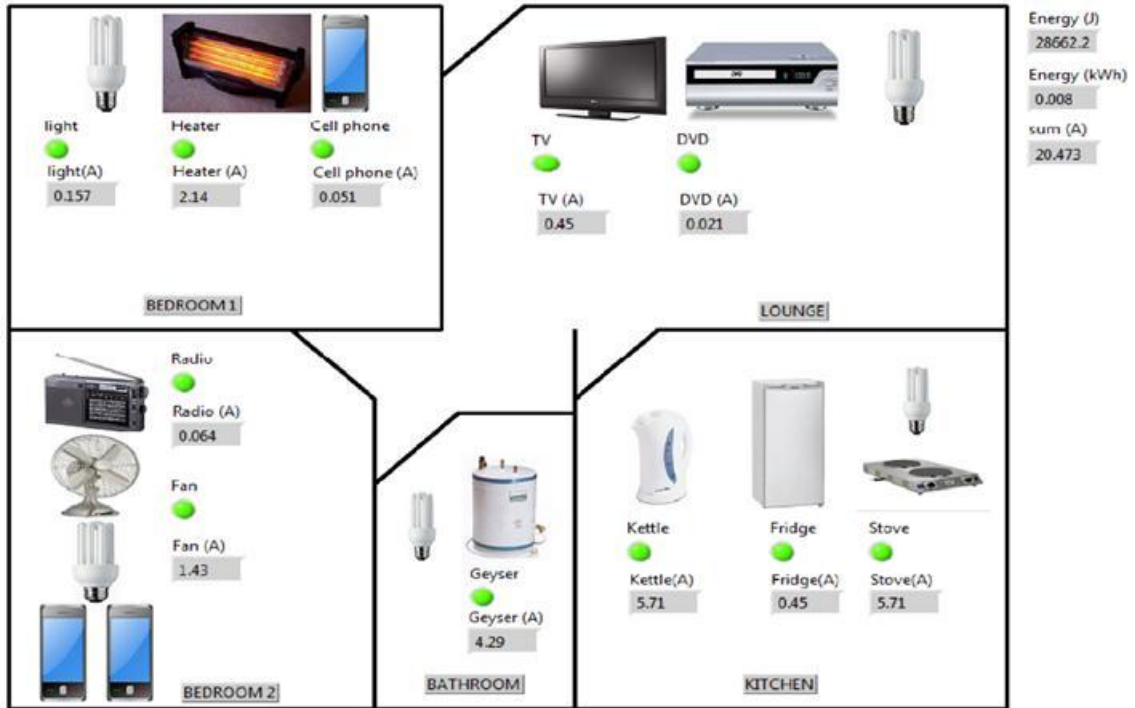 light
Heater
Cell phone
light(A)
Heater (A)
Cell phone (A)
0.157
2.14
0.051
BEDROOM 1
TV
DVD
TV (A)
DVD (A)
0.45
0.021
LOUNGE
Energy (J)
28662.2
Energy (kWh)
0.008
sum (A)
20.473
Radio
Radio (A)
0.064
Fan
Fan (A)
1.43
BEDROOM 2
Geyser
Geyser (A)
4.29
BATHROOM
Kettle
Fridge
Stove
Kettle(A)
Fridge(A)
Stove(A)
5.71
0.45
5.71
KITCHEN